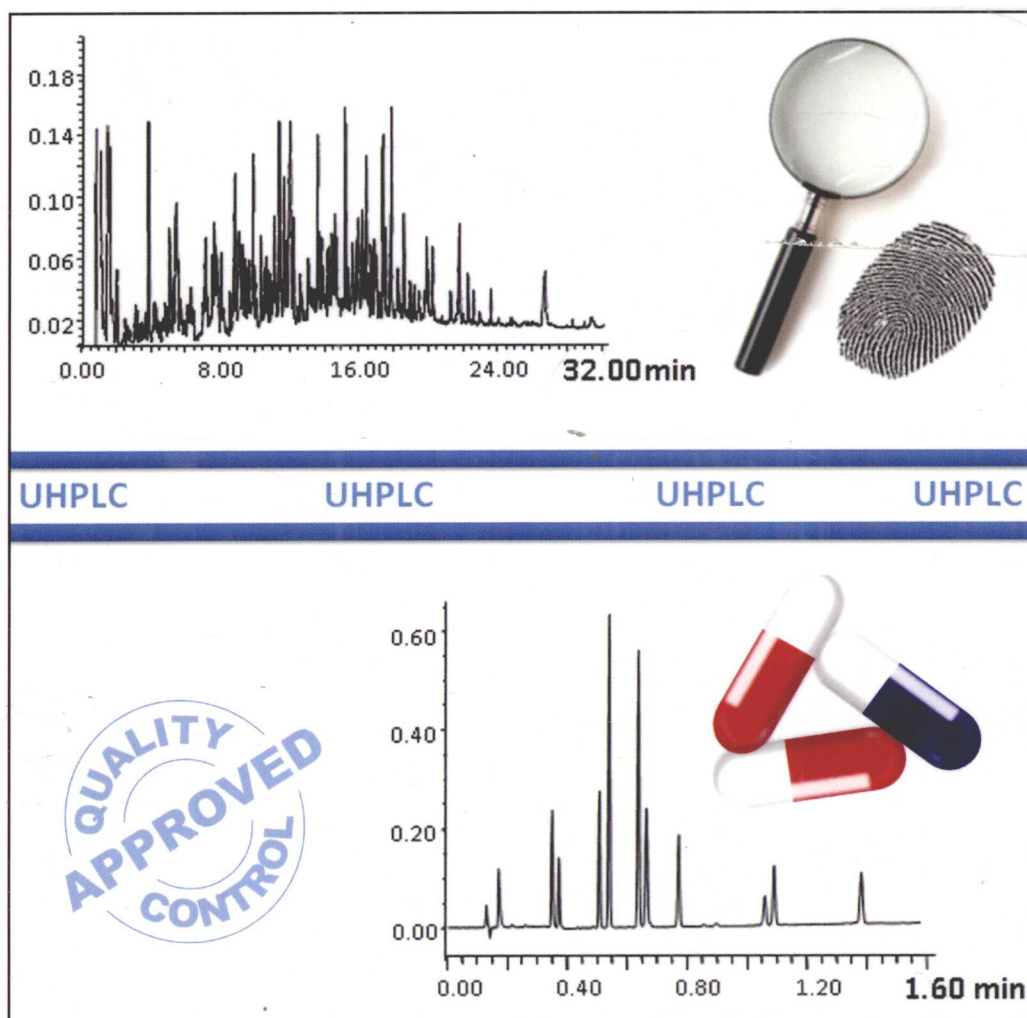 0.18
0.14
0.10
0.06
0.02
0.00 8.00 16.00 24.00 32.00min
UHPLC UHPLC UHPLC UHPLC
0.60
0.40
0.20
0.00
0.00 0.40 0.80 1.20 1.60 min
QUALITY
APPROVED
CONTROL